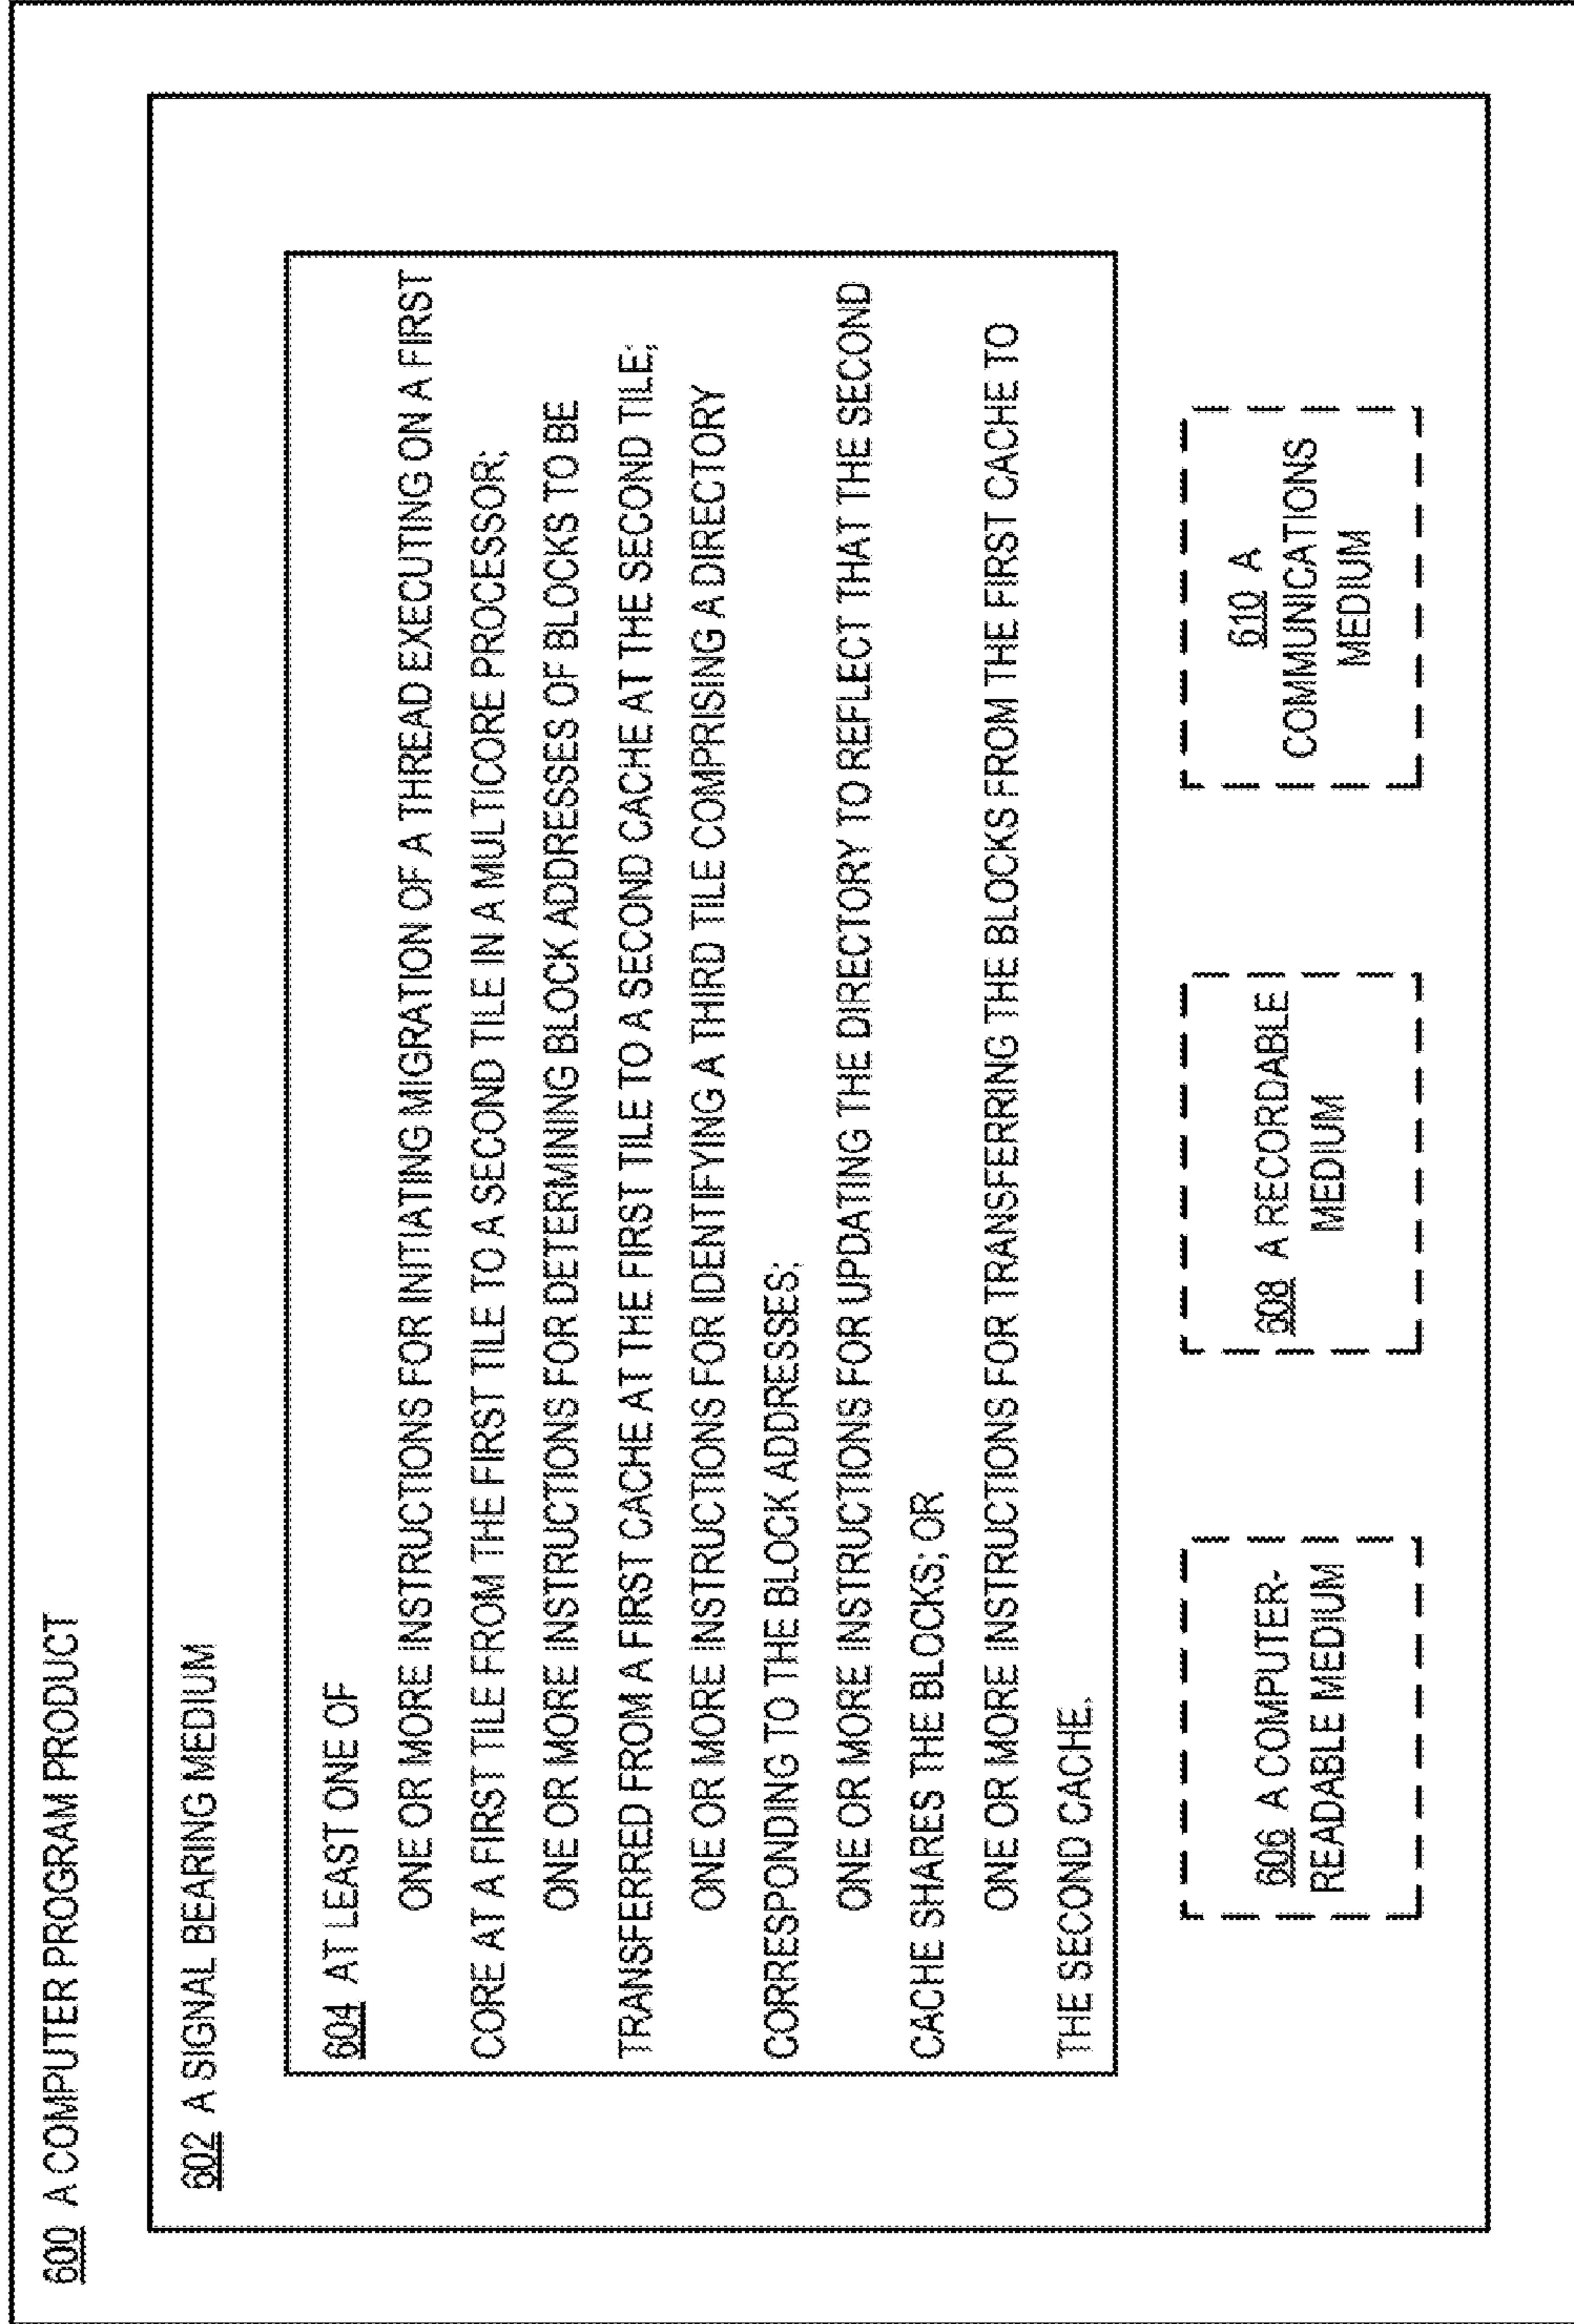 600 A COMPUTER PROGRAM PRODUCT
602 A SIGNAL BEARING MEDIUM
604 AT LEAST ONE OF
ONE OR MORE INSTRUCTIONS FOR INITIATING MIGRATION OF A THREAD EXECUTING ON A FIRST
CORE AT A FIRST TILE FROM THE FIRST TILE TO A SECOND TILE IN A MULTICORE PROCESSOR;
ONE OR MORE INSTRUCTIONS FOR DETERMINING BLOCK ADDRESSES OF BLOCKS TO BE
TRANSFERRED FROM A FIRST CACHE AT THE FIRST TILE TO A SECOND CACHE AT THE SECOND TILE;
ONE OR MORE INSTRUCTIONS FOR IDENTIFYING A THIRD TILE COMPRISING A DIRECTORY
CORRESPONDING TO THE BLOCK ADDRESSES;
ONE OR MORE INSTRUCTIONS FOR UPDATING THE DIRECTORY TO REFLECT THAT THE SECOND
CACHE SHARES THE BLOCKS; OR
ONE OR MORE INSTRUCTIONS FOR TRANSFERRING THE BLOCKS FROM THE FIRST CACHE TO
THE SECOND CACHE.
606 A COMPUTER-
READABLE MEDIUM
608 A RECORDABLE
MEDIUM
610 A
COMMUNICATIONS
MEDIUM